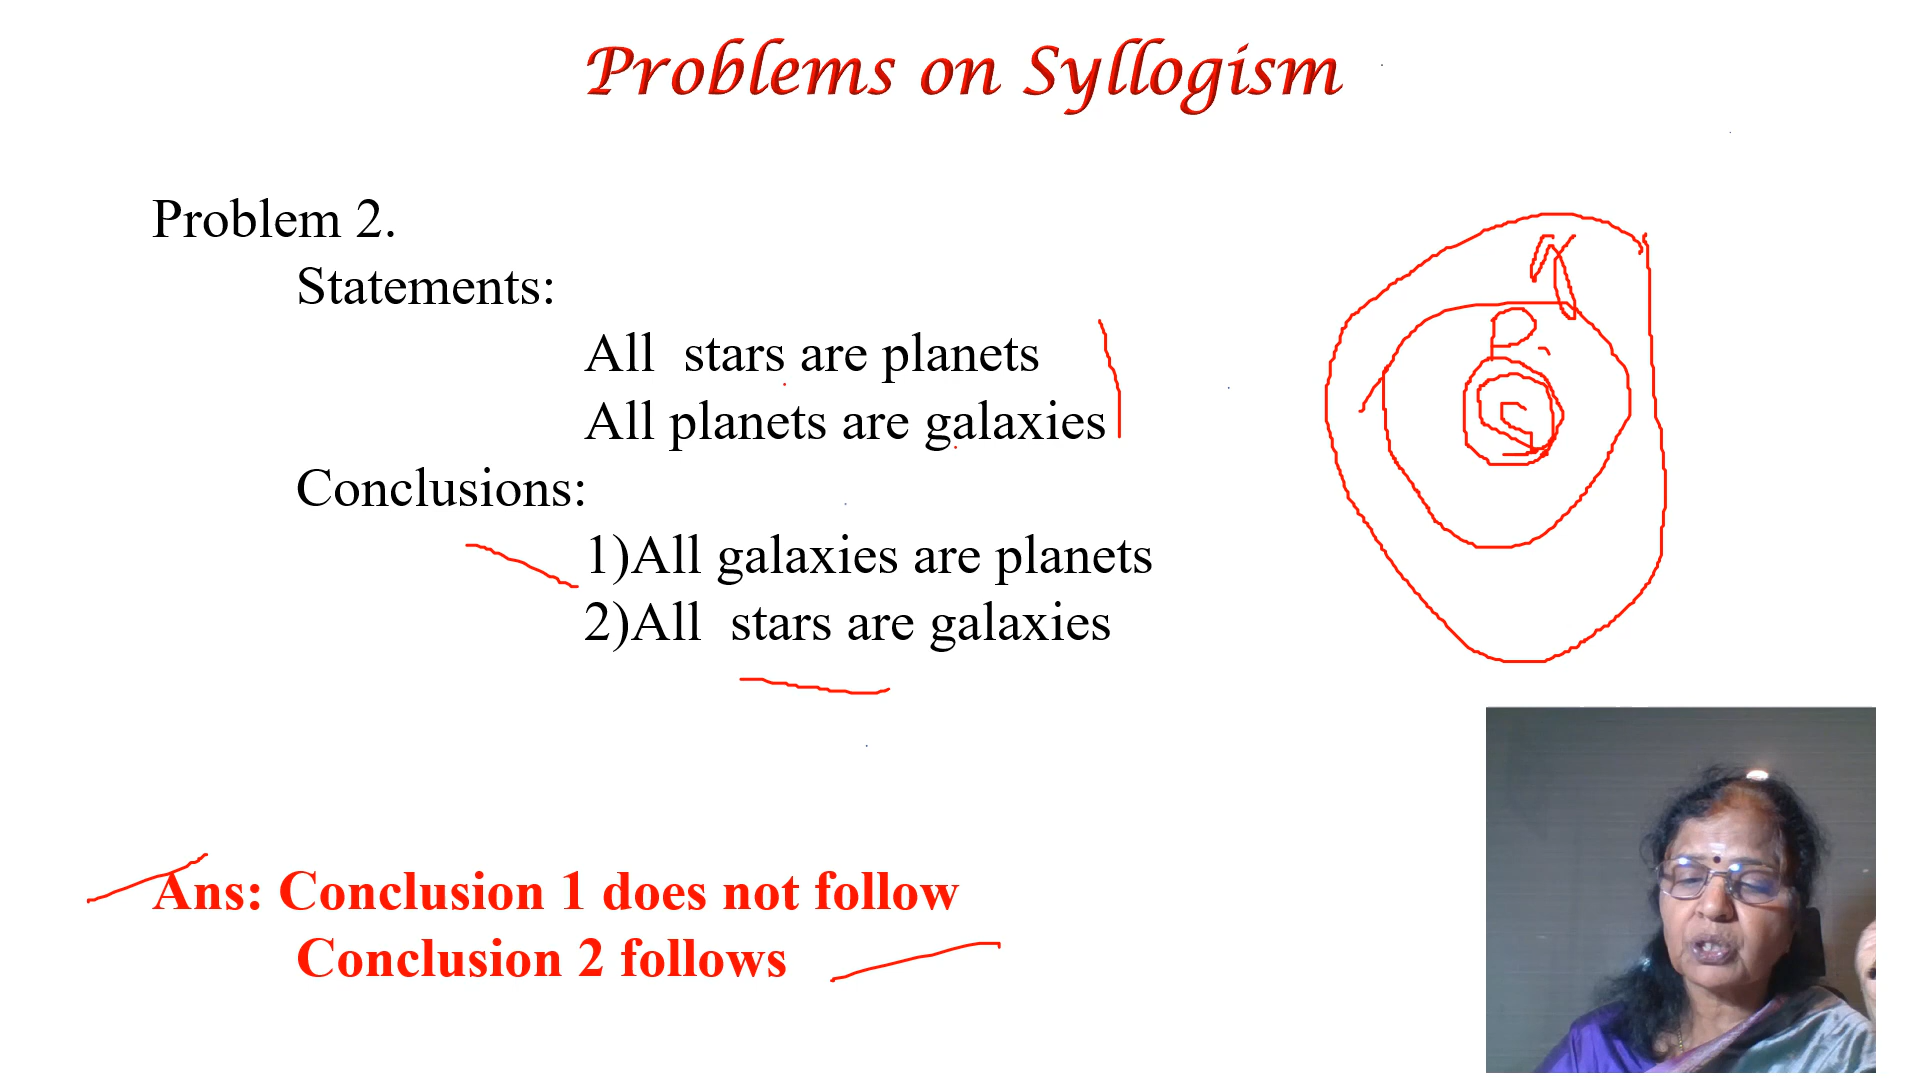 Problems on Syllogism
Problem 2.
Statements:
All stars are planets
All planets are galaxies
Conclusions:
1)All galaxies are planets
2)All stars are galaxies
Ans: Conclusion 1 does not follow
Conclusion 2 follows
P
S